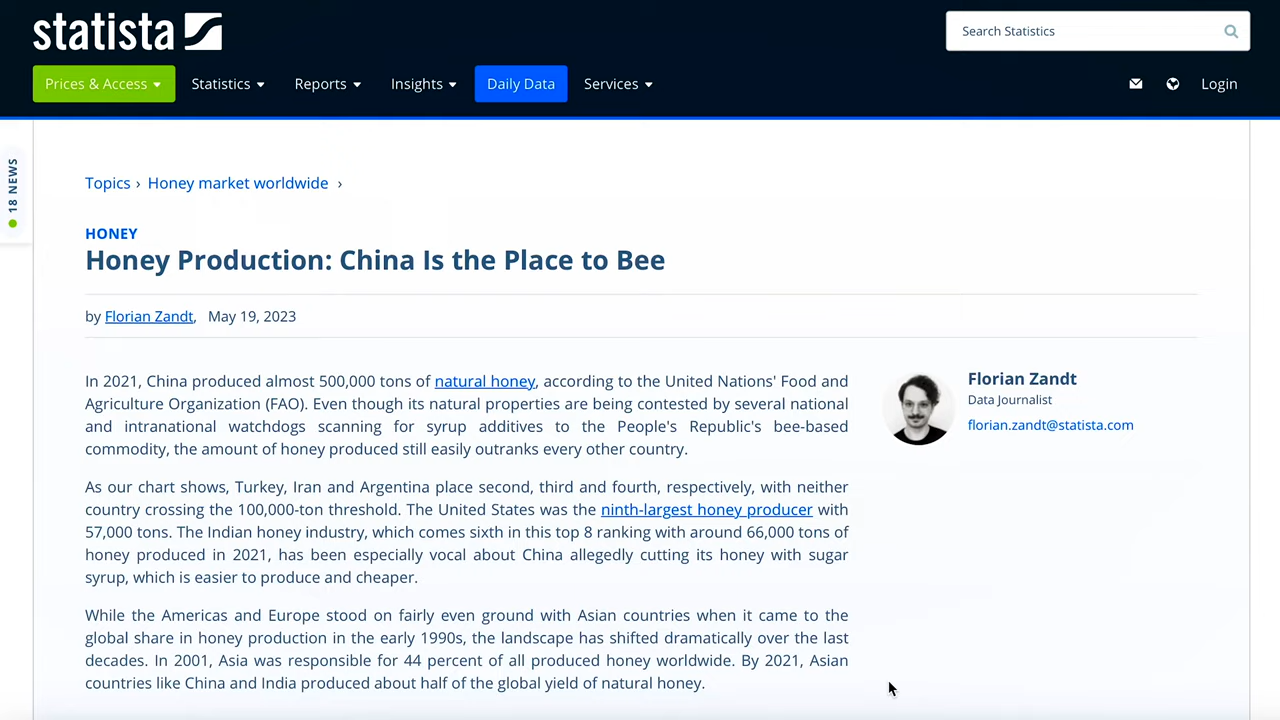 statista
Search Statistics
Prices & Access Statistics Reports Insights Daily Data Services Login
18 NEWS
Topics › Honey market worldwide ›
HONEY
Honey Production: China Is the Place to Bee
by Florian Zandt, May 19, 2023
In 2021, China produced almost 500,000 tons of natural honey, according to the United Nations' Food and
Agriculture Organization (FAO). Even though its natural properties are being contested by several national
and intranational watchdogs scanning for syrup additives to the People's Republic's bee-based
commodity, the amount of honey produced still easily outranks every other country.
As our chart shows, Turkey, Iran and Argentina place second, third and fourth, respectively, with neither
country crossing the 100,000-ton threshold. The United States was the ninth-largest honey producer with
57,000 tons. The Indian honey industry, which comes sixth in this top 8 ranking with around 66,000 tons of
honey produced in 2021, has been especially vocal about China allegedly cutting its honey with sugar
syrup, which is easier to produce and cheaper.
While the Americas and Europe stood on fairly even ground with Asian countries when it came to the
global share in honey production in the early 1990s, the landscape has shifted dramatically over the last
decades. In 2001, Asia was responsible for 44 percent of all produced honey worldwide. By 2021, Asian
countries like China and India produced about half of the global yield of natural honey.
Florian Zandt
Data Journalist
florian.zandt@statista.com